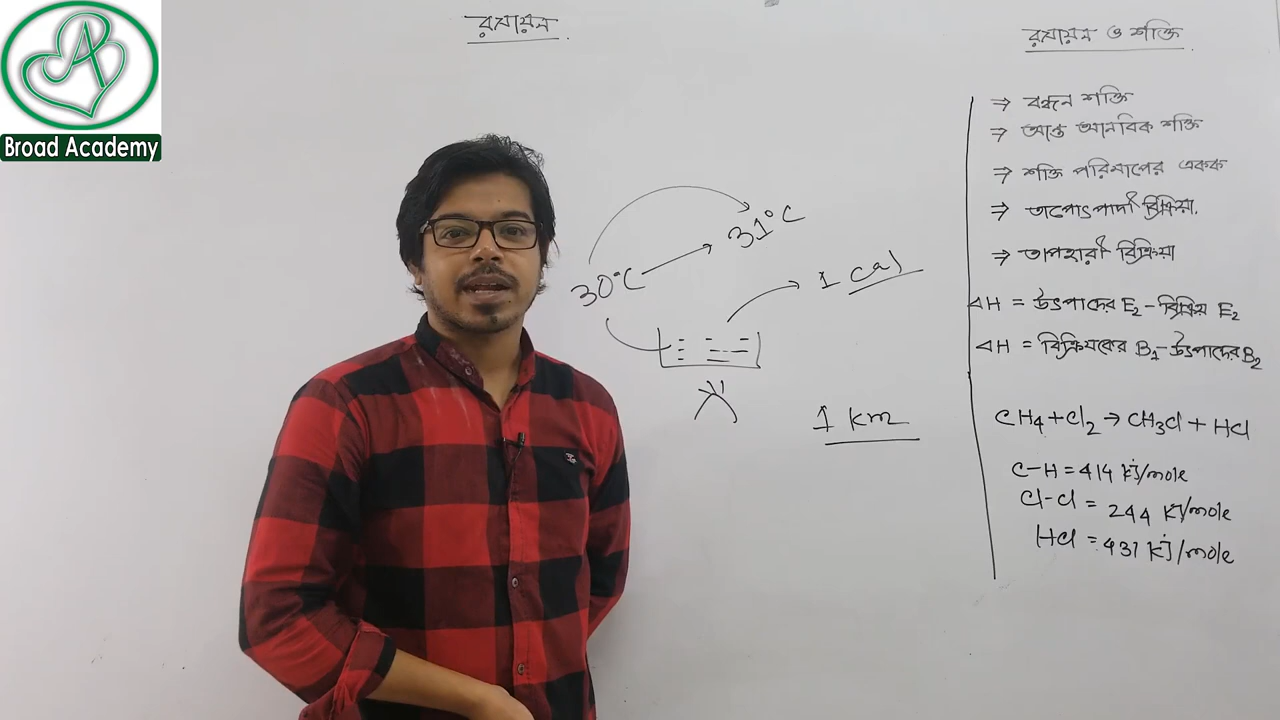 Broad Academy
রসায়ন
30°C
31°C
1 cal
1 km
রসায়ন ও শক্তি
⇒ বন্ধন শক্তি
⇒ আন্ত আনবিক শক্তি
⇒ শক্তি পরিমাপের একক
⇒ তাপোৎপাদী বিক্রিয়া.
⇒ তাপহারী বিক্রিয়া
ΔH = উৎপাদের E₂ - বিক্রিয় E₂
ΔH = বিক্রিয়কের B₁ - উৎপাদের B₂
CH₄ + Cl₂ → CH₃Cl + HCl
C-H = 414 kJ/mole
Cl-Cl = 244 kJ/mole
HCl = 431 kJ/mole